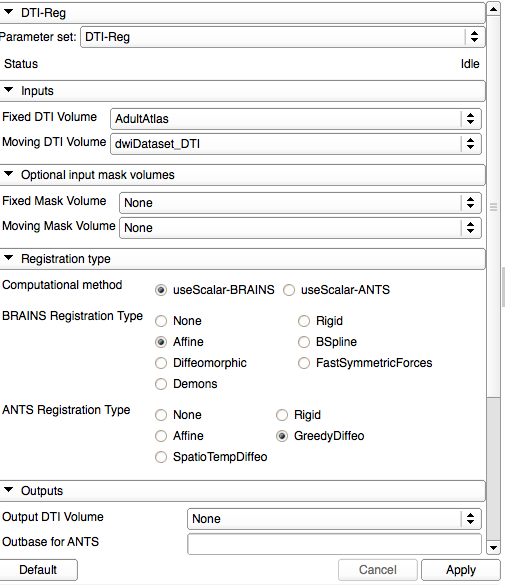 DTI-Reg
Parameter set: DTI-Reg
Status Idle
Inputs
Fixed DTI Volume AdultAtlas
Moving DTI Volume dwiDataset_DTI
Optional input mask volumes
Fixed Mask Volume None
Moving Mask Volume None
Registration type
Computational method useScalar-BRAINS useScalar-ANTS
BRAINS Registration Type None Rigid
Affine BSpline
Diffeomorphic FastSymmetricForces
Demons
ANTS Registration Type None Rigid
Affine GreedyDiffeo
SpatioTempDiffeo
Outputs
Output DTI Volume None
Outbase for ANTS
Default Cancel Apply